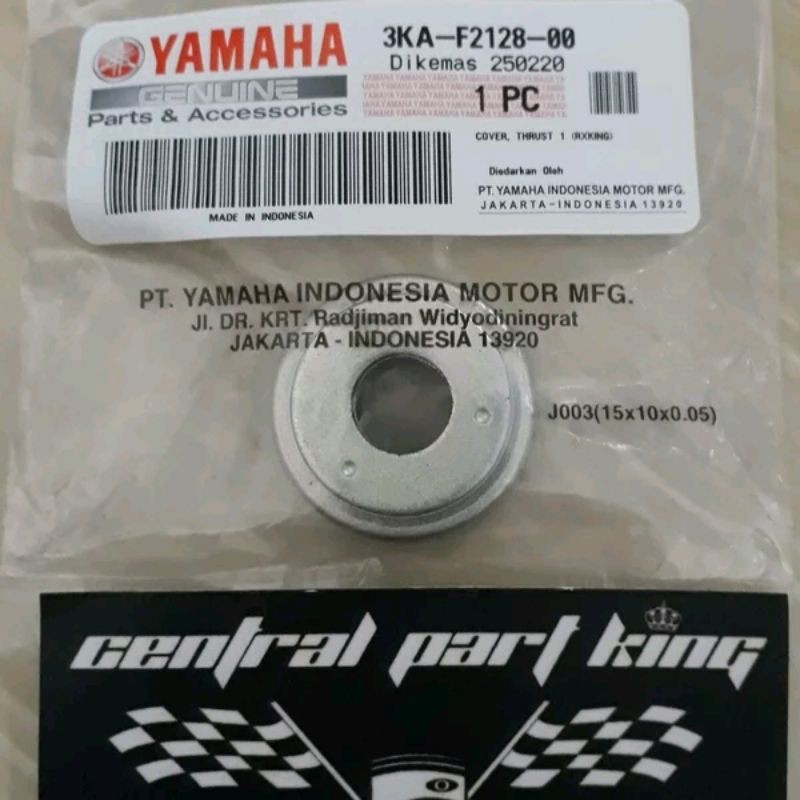 YAMAHA
GENUINE
Parts & Accessories
3KA-F2128-00
Dikemas 250220
1 PC
COVER, THRUST 1 (RXKING)
Diedarkan Oleh
PT. YAMAHA INDONESIA MOTOR MFG.
JAKARTA-INDONESIA 13920
MADE IN INDONESIA
PT. YAMAHA INDONESIA MOTOR MFG.
Jl. DR. KRT. Radjiman Widyodiningrat
JAKARTA - INDONESIA 13920
J003(15x10x0.05)
central part king